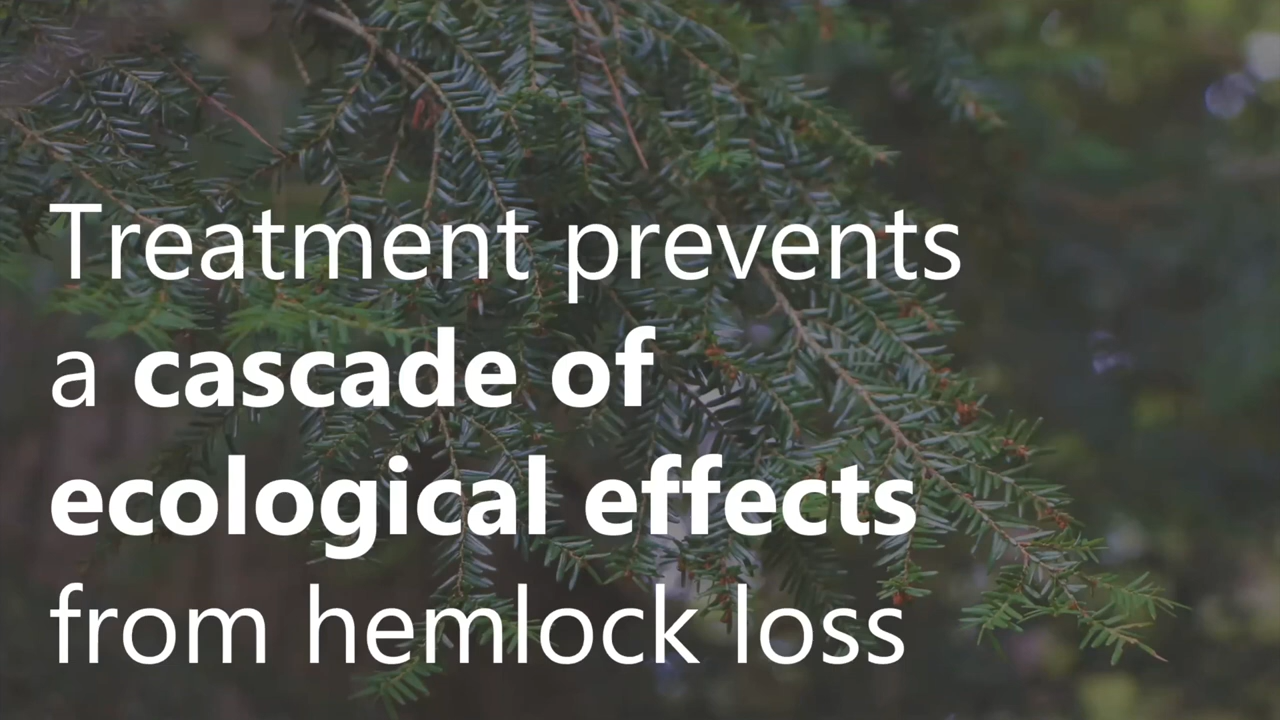 Treatment prevents
a cascade of
ecological effects
from hemlock loss